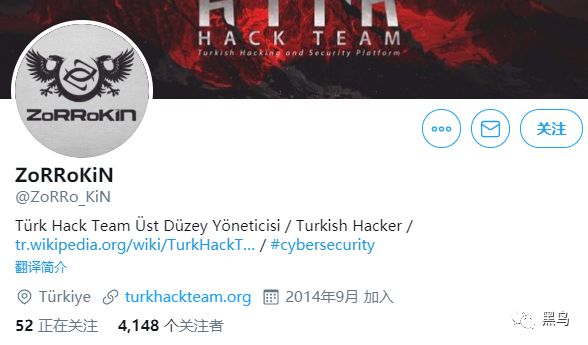 HACK TEAM
Turkish Hacking and Security Platform
ZoRRoKiN
关注
ZoRRoKiN
@ZoRRo_KiN
Türk Hack Team Üst Düzey Yöneticisi / Turkish Hacker /
tr.wikipedia.org/wiki/TurkHackT... / #cybersecurity
翻译简介
Türkiye turkhackteam.org 2014年9月 加入
52 正在关注 4,148 个关注者
黑鸟